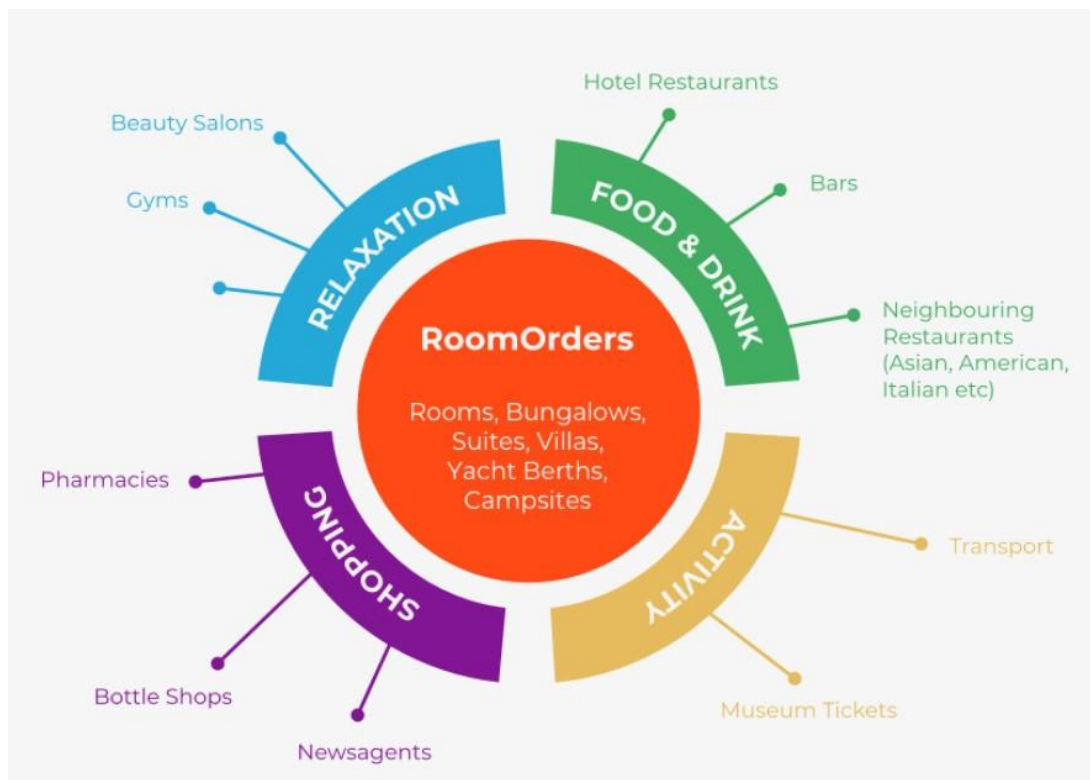 Hotel Restaurants
Beauty Salons
Bars
Gyms
RELAXATION
FOOD & DRINK
Neighbouring
Restaurants
(Asian, American,
Italian etc)
RoomOrders
Rooms, Bungalows,
Suites, Villas,
Yacht Berths,
Campsites
Pharmacies
SHOPPING
ACTIVITY
Transport
Bottle Shops
Museum Tickets
Newsagents